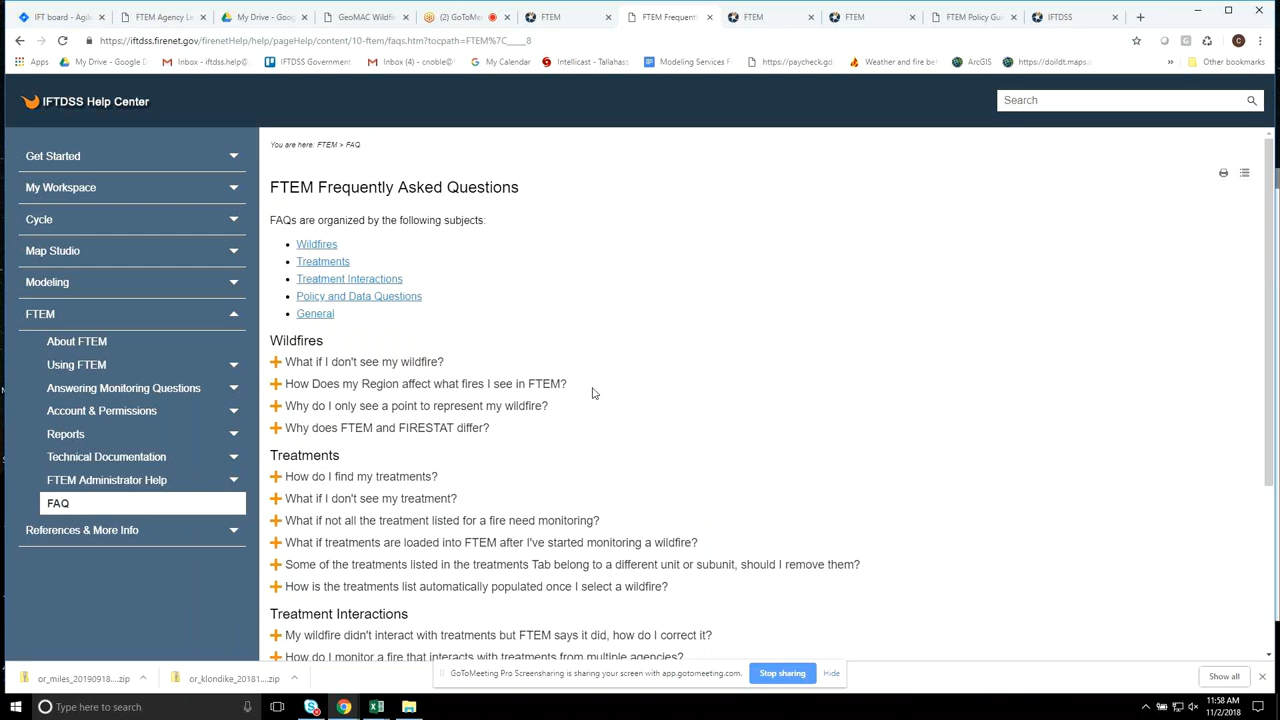 IFT board - Agile
FTEM Agency Le
My Drive - Goog
GeoMAC Wildfir
(2) GoToMe
FTEM
FTEM Frequent
FTEM
FTEM
FTEM Policy Gui
IFTDSS
https://iftdss.firenet.gov/firenetHelp/help/pageHelp/content/10-ftem/faqs.htm?tocpath=FTEM%7C____8
Apps
My Drive - Google D
Inbox - iftdss.help@
IFTDSS Government
Inbox (4) - cnoble@
My Calendar
Intellicast - Tallahass
Modeling Services F
https://paycheck.gd
Weather and fire be
ArcGIS
https://doildt.maps.a
»
Other bookmarks
IFTDSS Help Center
Search
Get Started
My Workspace
Cycle
Map Studio
Modeling
FTEM
About FTEM
Using FTEM
Answering Monitoring Questions
Account & Permissions
Reports
Technical Documentation
FTEM Administrator Help
FAQ
References & More Info
You are here: FTEM > FAQ
FTEM Frequently Asked Questions
FAQs are organized by the following subjects:
• Wildfires
• Treatments
• Treatment Interactions
• Policy and Data Questions
• General
Wildfires
What if I don't see my wildfire?
How Does my Region affect what fires I see in FTEM?
Why do I only see a point to represent my wildfire?
Why does FTEM and FIRESTAT differ?
Treatments
How do I find my treatments?
What if I don't see my treatment?
What if not all the treatment listed for a fire need monitoring?
What if treatments are loaded into FTEM after I've started monitoring a wildfire?
Some of the treatments listed in the treatments Tab belong to a different unit or subunit, should I remove them?
How is the treatments list automatically populated once I select a wildfire?
Treatment Interactions
My wildfire didn't interact with treatments but FTEM says it did, how do I correct it?
How do I monitor a fire that interacts with treatments from multiple agencies?
GoToMeeting Pro Screensharing is sharing your screen with app.gotomeeting.com.
Stop sharing
Hide
or_klondike_20181....zip
Show all
Type here to search
11:58 AM
11/2/2018